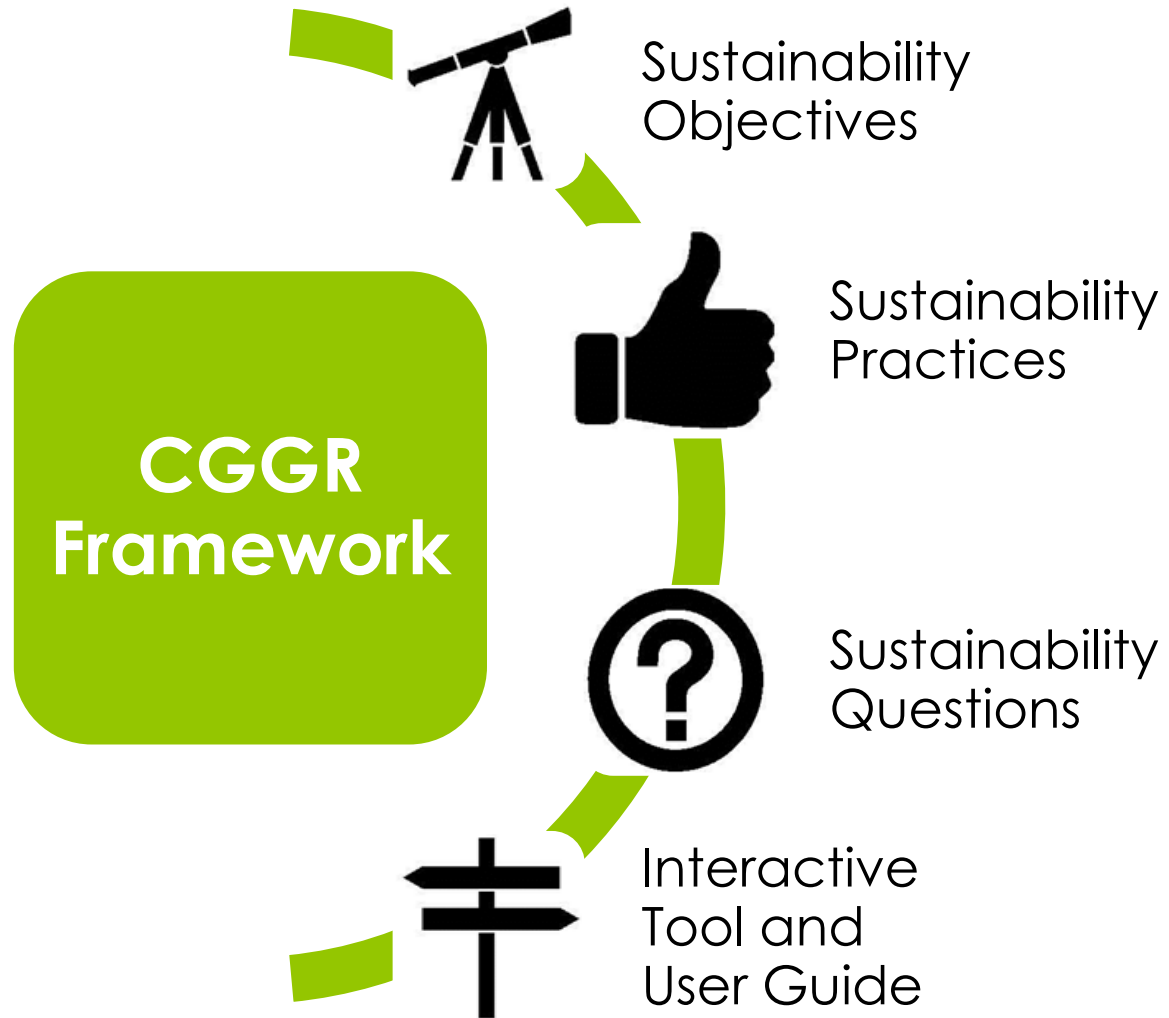 Sustainability
Objectives
Sustainability
Practices
CGGR
Framework
Sustainability
Questions
Interactive
Tool and
User Guide